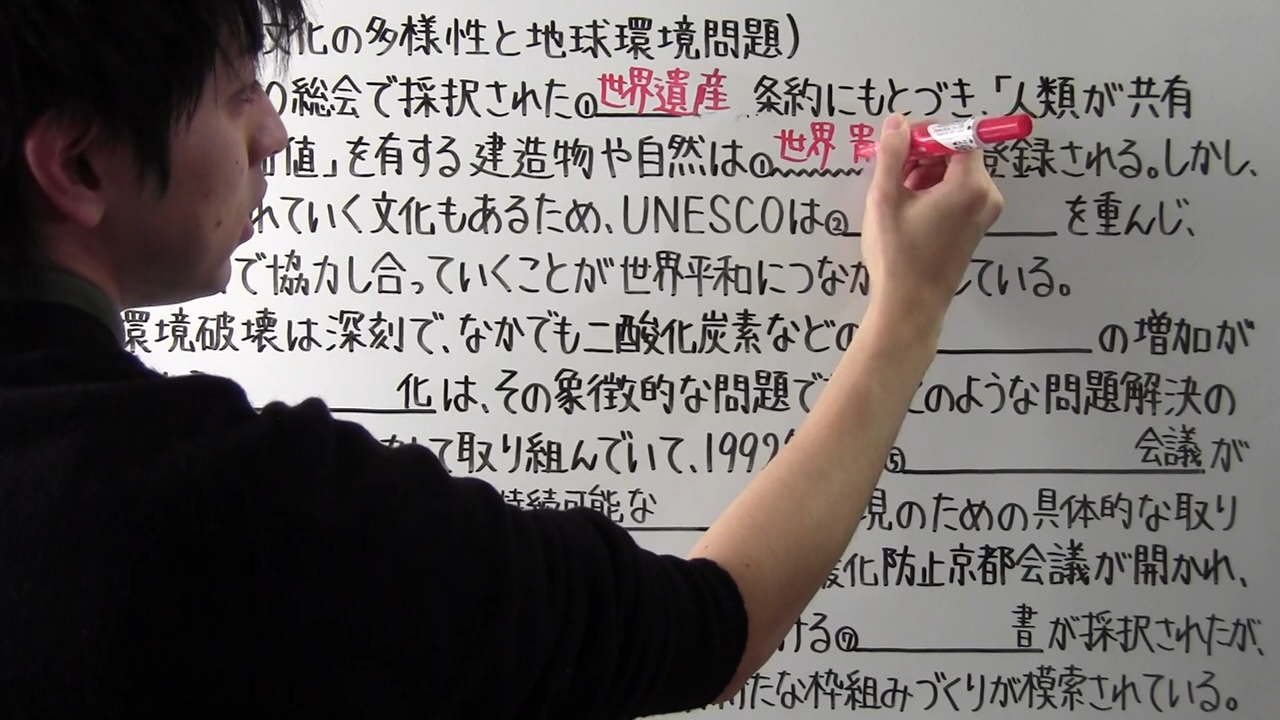 文化の多様性と地球環境問題)
の総会で採択された①世界遺産 条約にもとづき、「人類が共有
価値」を有する建造物や自然は①世界 登録される。しかし、
れていく文化もあるため、UNESCOは② を重んじ、
で協力し合っていくことが世界平和につなが ている。
環境破壊は深刻で、なかでも二酸化炭素などの の増加が
化は、その象徴的な問題で このような問題解決の
て取り組んでいて、1992 ⑤ 会議が
持続可能な 現のための具体的な取り
暖化防止京都会議が開かれ、
ける⑦ 書が採択されたが、
新たな枠組みづくりが模索されている。